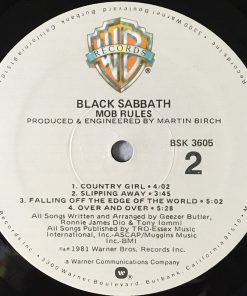 WB
RECORDS
BLACK SABBATH
MOB RULES
PRODUCED & ENGINEERED BY MARTIN BIRCH
BSK 3605
2
1. COUNTRY GIRL • 4:02
2. SLIPPING AWAY • 3:45
3. FALLING OFF THE EDGE OF THE WORLD • 5:02
4. OVER AND OVER • 5:28
All Songs Written and Arranged by Geezer Butler,
Ronnie James Dio and Tony Iommi
All Songs Published by TRO-Essex Music
International, Inc.-ASCAP/Muggins Music
Inc.-BMI
℗©1981 Warner Bros. Records Inc.
a Warner Communications Company
3300 Warner Boulevard, Burbank, California